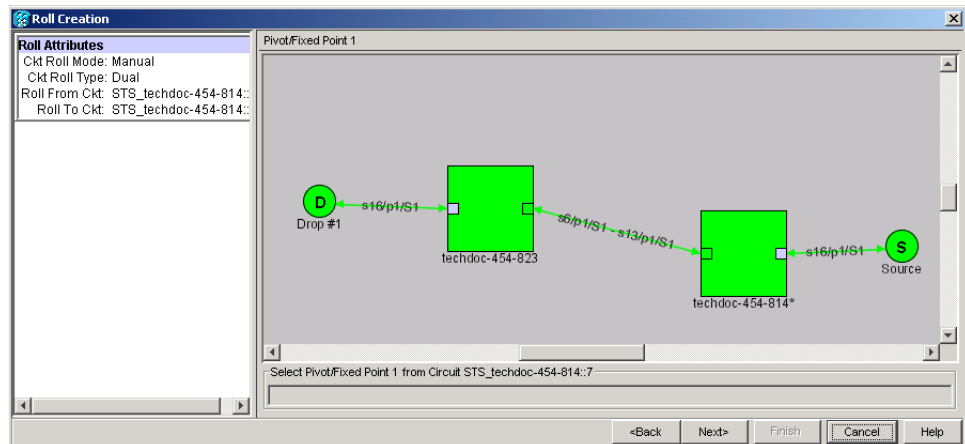 Roll Creation
Roll Attributes
Ckt Roll Mode: Manual
Ckt Roll Type: Dual
Roll From Ckt: STS_techdoc-454-814::
Roll To Ckt: STS_techdoc-454-814::
Pivot/Fixed Point 1
D
Drop #1
s16/p1/S1
techdoc-454-823
s6/p1/S1 - s13/p1/S1
techdoc-454-814*
s16/p1/S1
S
Source
Select Pivot/Fixed Point 1 from Circuit STS_techdoc-454-814::7
<Back
Next>
Finish
Cancel
Help